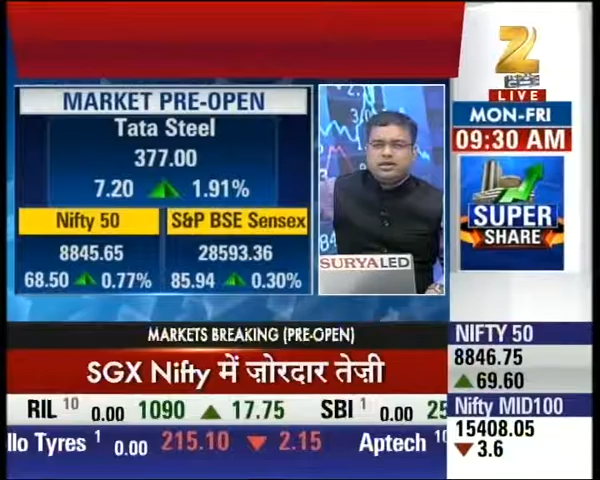 MARKET PRE-OPEN
Tata Steel
377.00
7.20 1.91%
Nifty 50
8845.65
68.50 0.77%
S&P BSE Sensex
28593.36
85.94 0.30%
SURYALED
LIVE
MON-FRI
09:30 AM
SUPER
SHARE
MARKETS BREAKING (PRE-OPEN)
SGX Nifty में ज़ोरदार तेज़ी
NIFTY 50
8846.75
69.60
Nifty MID100
15408.05
3.6
RIL 10 0.00 1090 17.75 SBI 1 0.00 25
llo Tyres 1 0.00 215.10 2.15 Aptech 10